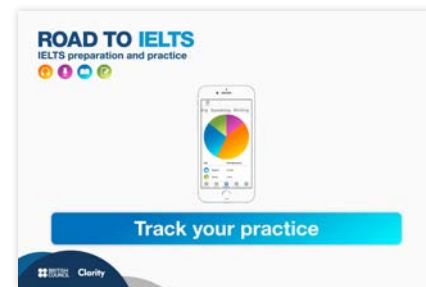 ROAD TO IELTS
IELTS preparation and practice
Track your practice
BRITISH COUNCIL
Clarity